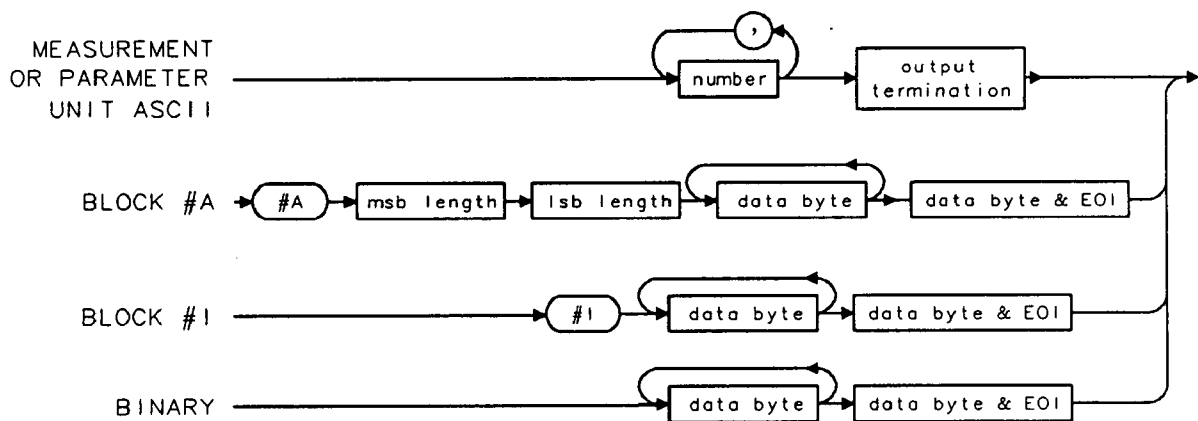 MEASUREMENT
OR PARAMETER
UNIT ASCII
,
number
output
termination
BLOCK #A
#A
msb length
lsb length
data byte
data byte & EOI
BLOCK #I
#I
data byte
data byte & EOI
BINARY
data byte
data byte & EOI